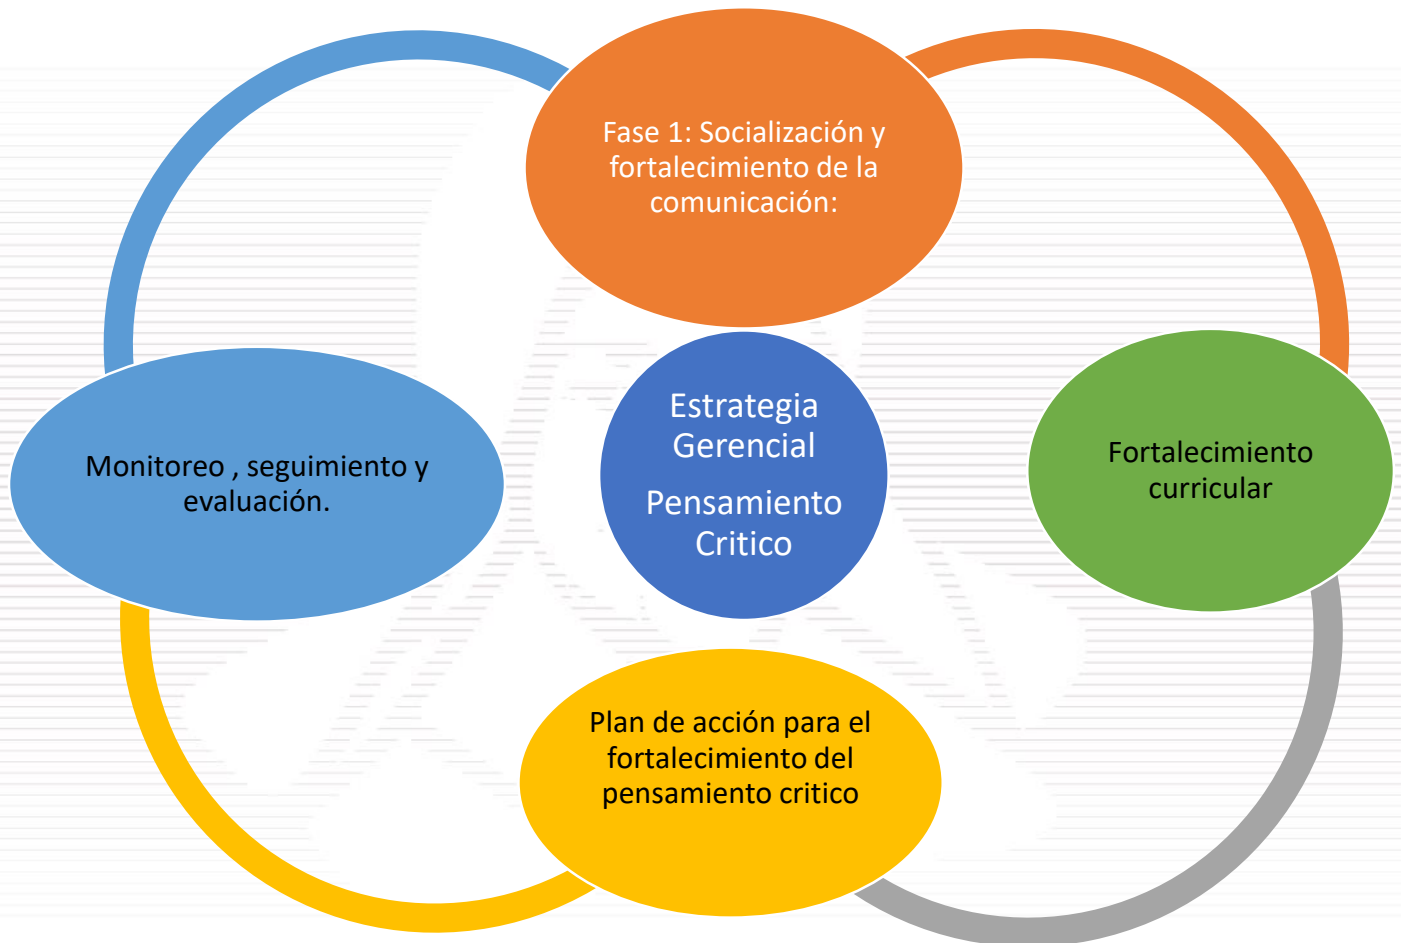 Fase 1: Socialización y
fortalecimiento de la
comunicación:
Estrategia
Gerencial
Pensamiento
Critico
Fortalecimiento
curricular
Monitoreo , seguimiento y
evaluación.
Plan de acción para el
fortalecimiento del
pensamiento critico